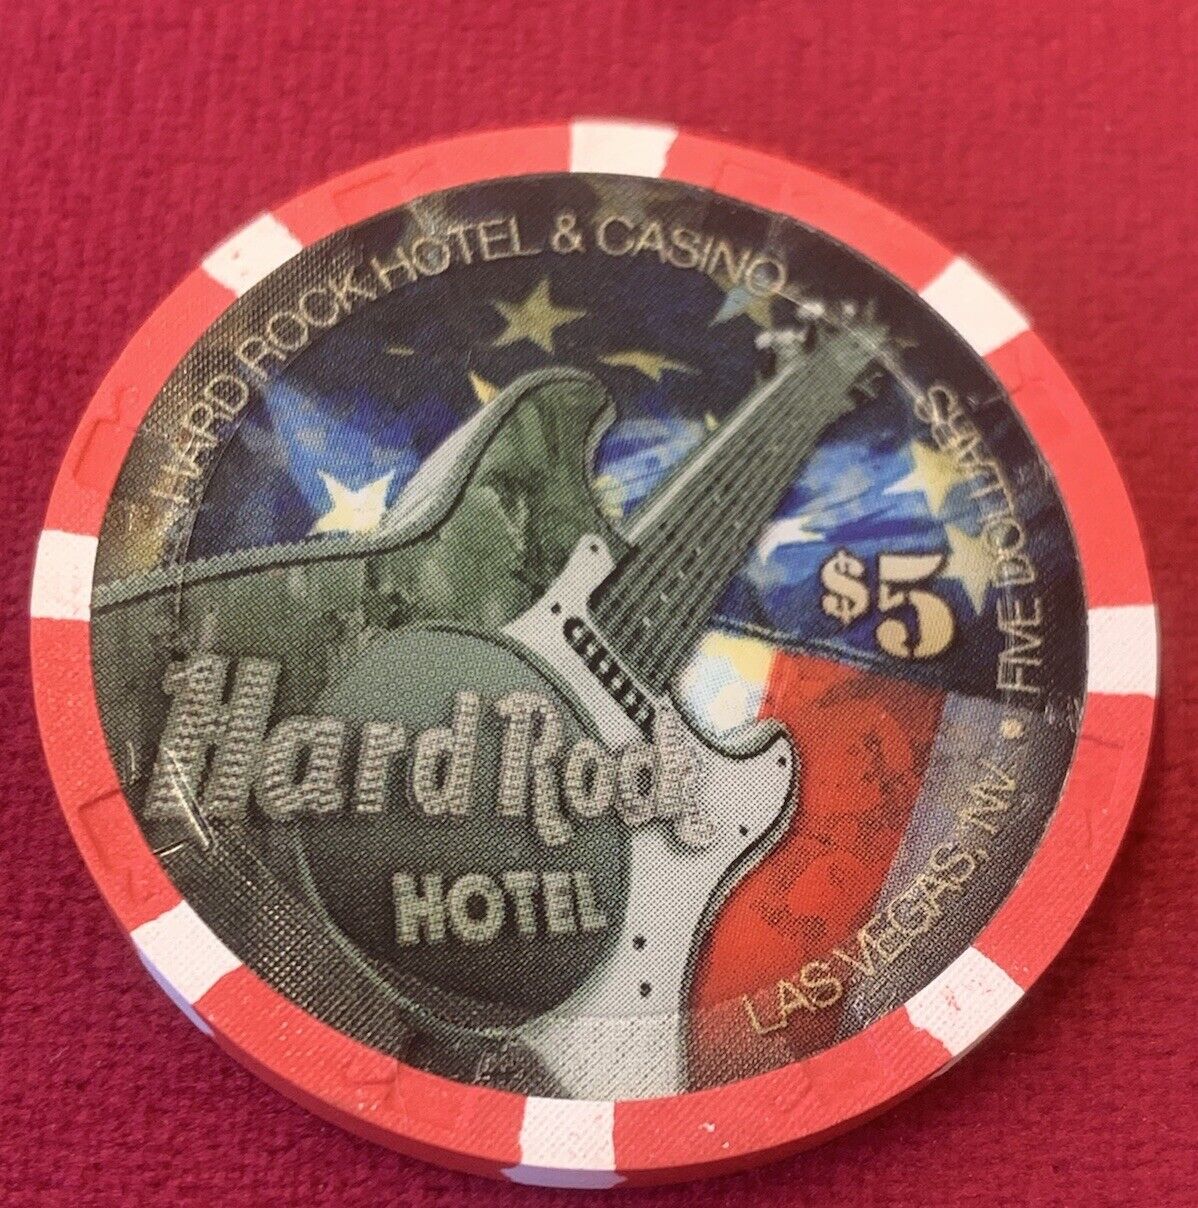 HARD ROCK HOTEL & CASINO
$5
Hard Rock
HOTEL
LAS VEGAS, NV • FIVE DOLLARS